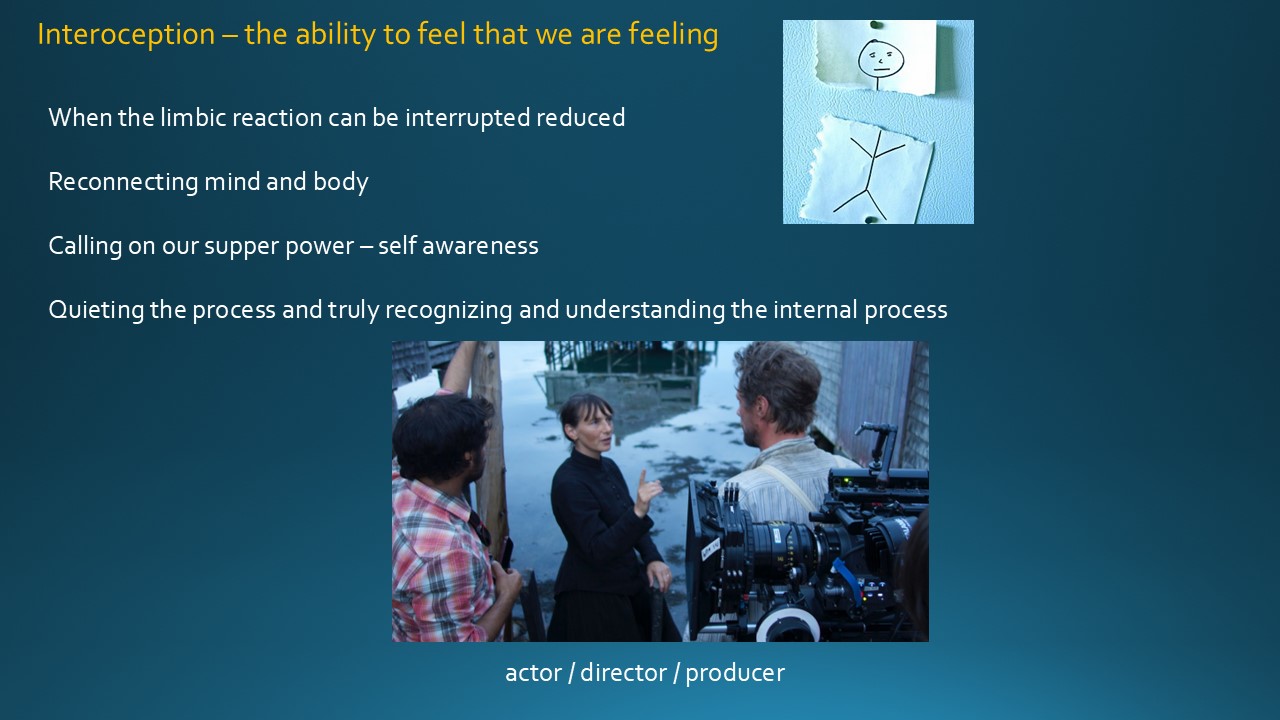 Interoception – the ability to feel that we are feeling
When the limbic reaction can be interrupted reduced
Reconnecting mind and body
Calling on our supper power – self awareness
Quieting the process and truly recognizing and understanding the internal process
actor / director / producer